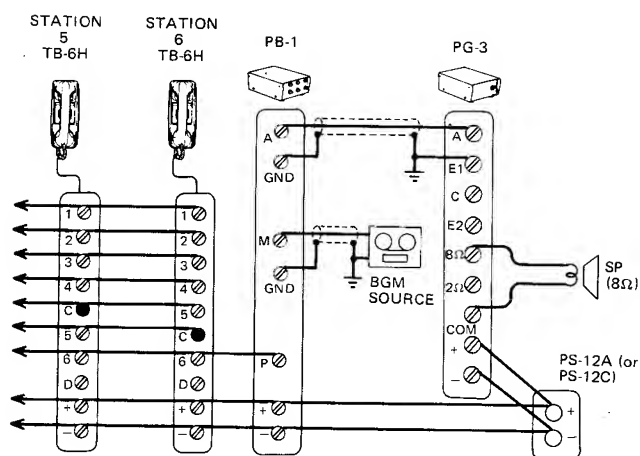 STATION
5
TB-6H
STATION
6
TB-6H
PB-1
PG-3
1
2
3
4
C
5
6
D
+
−
1
2
3
4
5
C
6
D
+
−
A
GND
M
GND
P
+
−
BGM
SOURCE
A
E1
C
E2
8Ω
2Ω
COM
+
−
SP
(8Ω)
PS-12A (or
PS-12C)
+
−